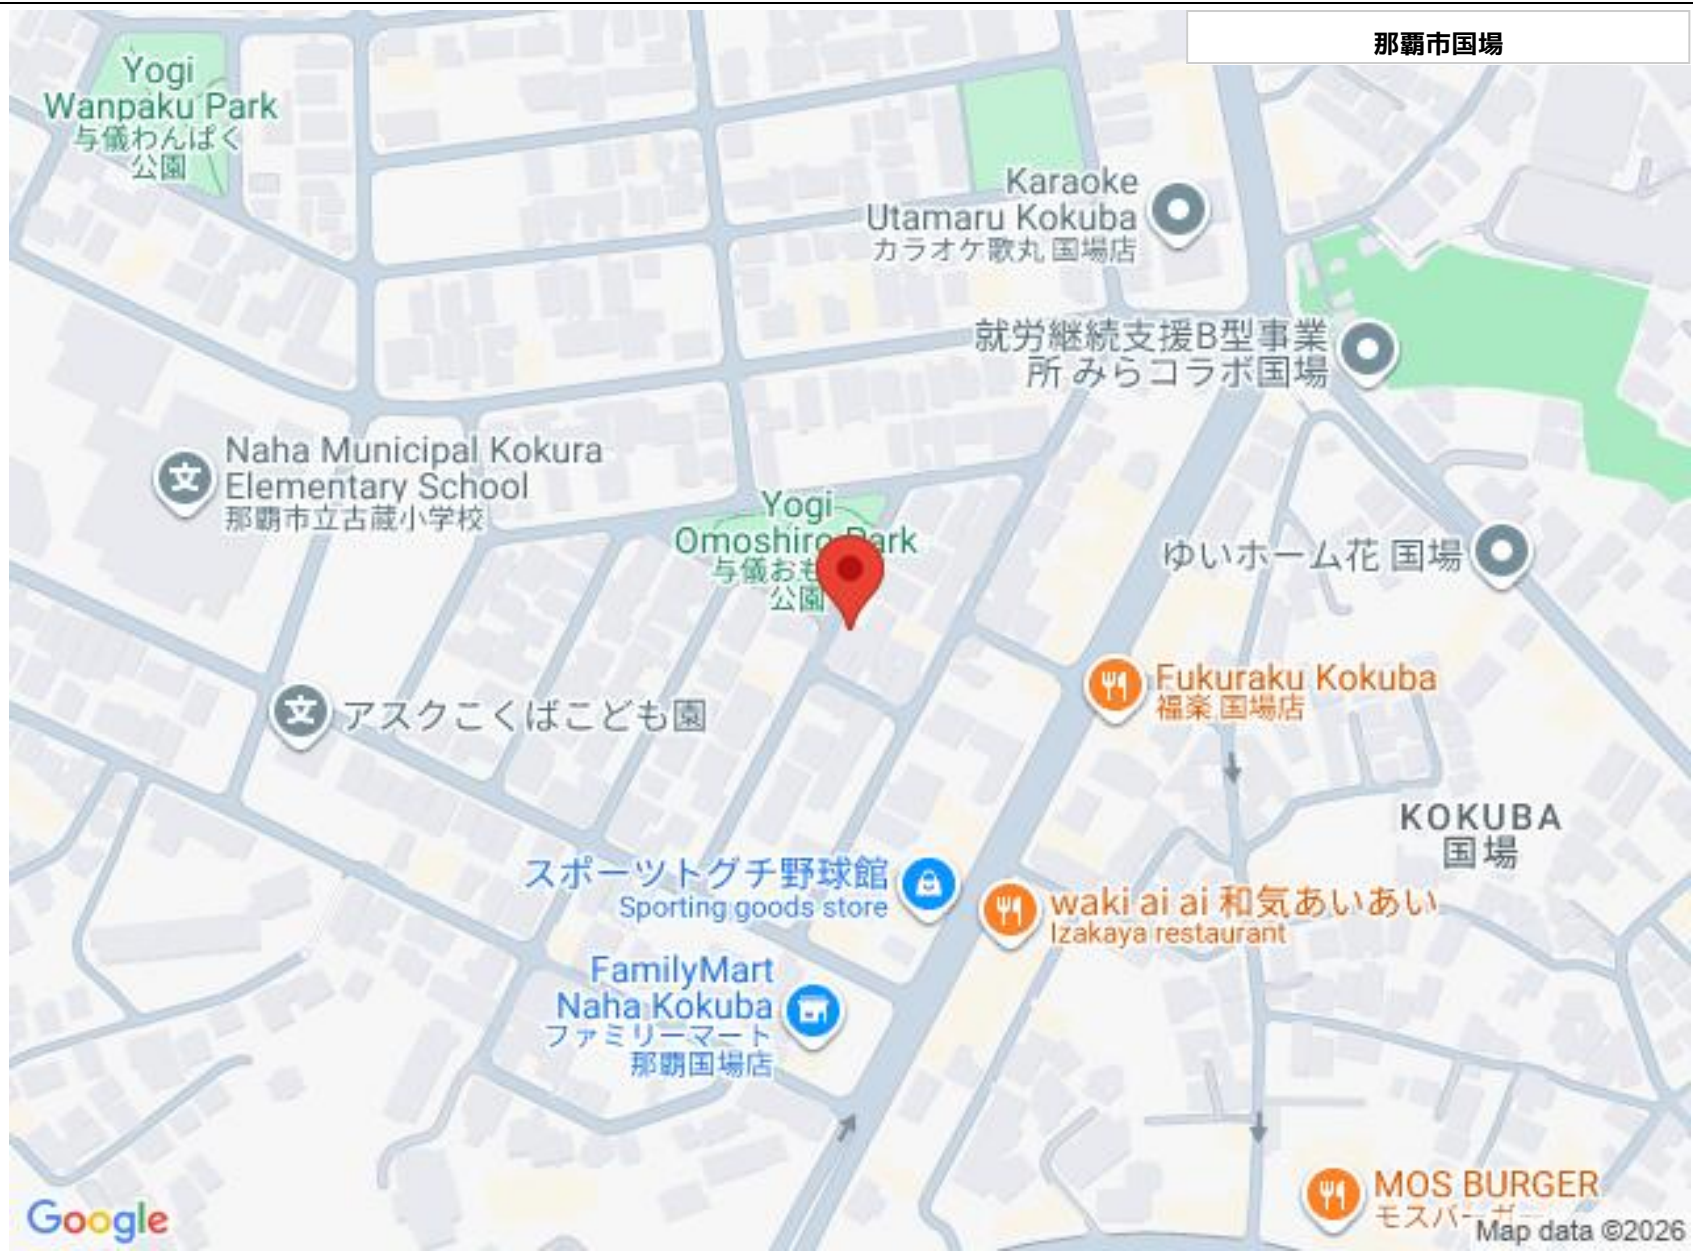 那覇市国場
Yogi
Wanpaku Park
与儀わんぱく
公園
Karaoke
Utamaru Kokuba
カラオケ歌丸 国場店
就労継続支援B型事業
所 みらコラボ国場
Naha Municipal Kokura
Elementary School
那覇市立古蔵小学校
Yogi
Omoshiro Park
与儀おも
公園
ゆいホーム花 国場
Fukuraku Kokuba
福楽 国場店
アスクこくばこども園
KOKUBA
国場
スポーツトグチ野球館
Sporting goods store
waki ai ai 和気あいあい
Izakaya restaurant
FamilyMart
Naha Kokuba
ファミリーマート
那覇国場店
MOS BURGER
モスバーガー
Google
Map data ©2026